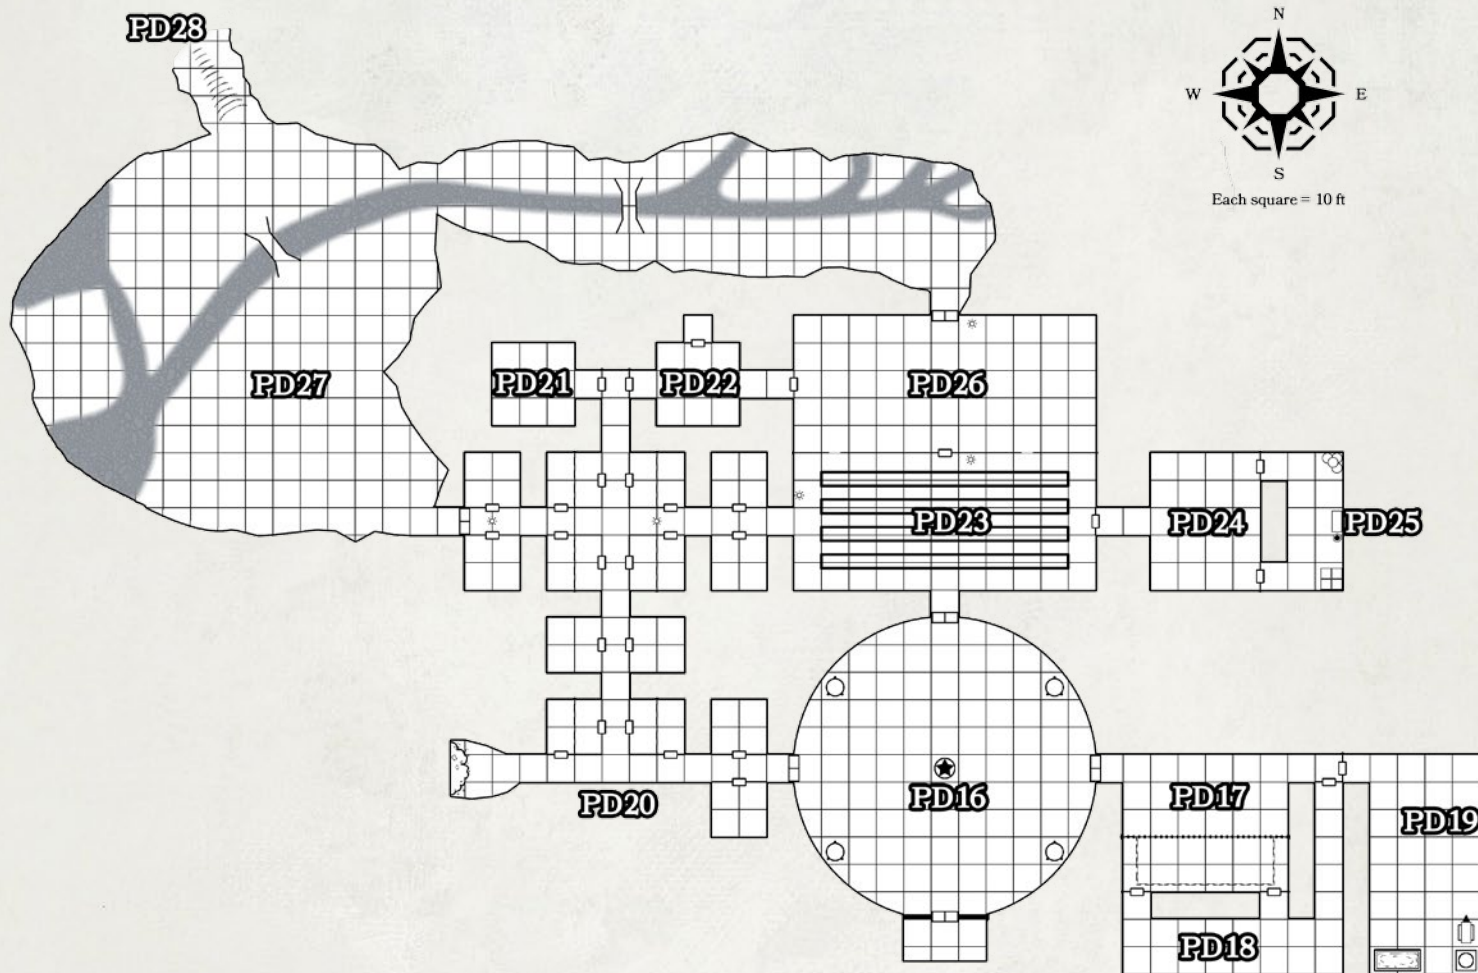 N
PD28
W E
S
Each square = 10 ft
PD27
PD21
PD22
PD26
PD23
PD24
PD25
PD20
PD16
PD17
PD19
PD18